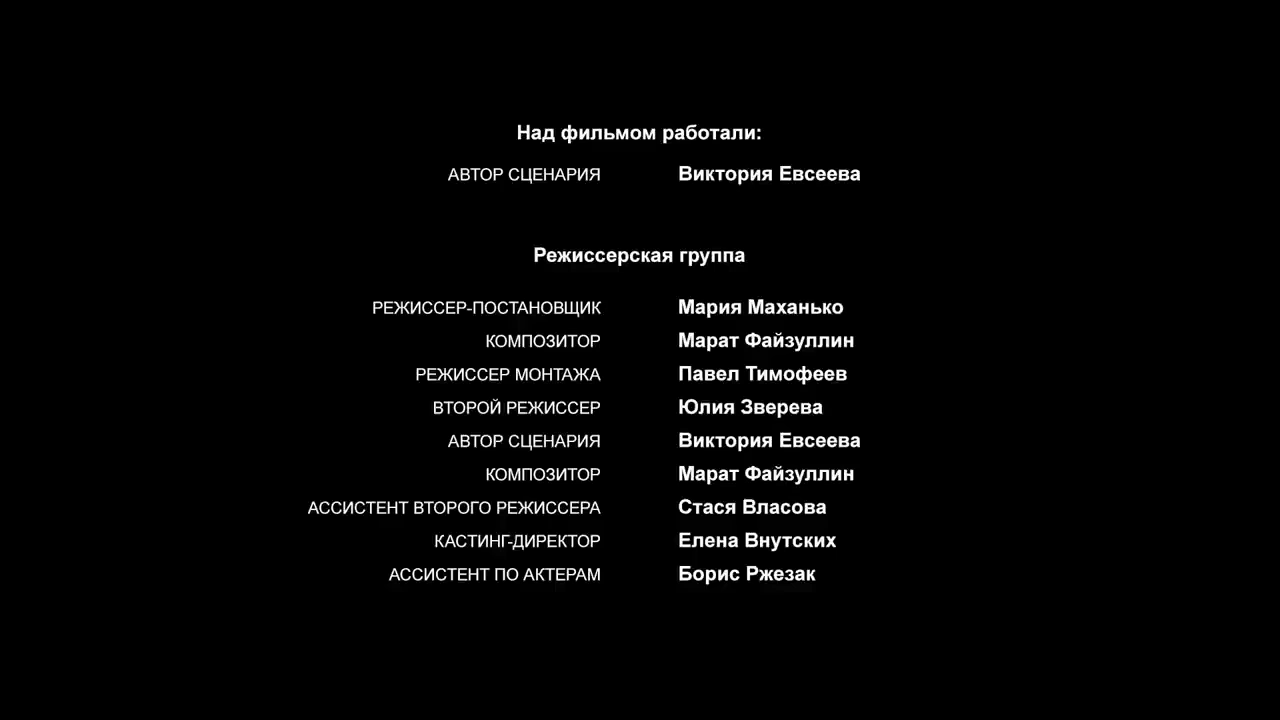 Над фильмом работали:
АВТОР СЦЕНАРИЯ Виктория Евсеева
Режиссерская группа
РЕЖИССЕР-ПОСТАНОВЩИК Мария Маханько
КОМПОЗИТОР Марат Файзуллин
РЕЖИССЕР МОНТАЖА Павел Тимофеев
ВТОРОЙ РЕЖИССЕР Юлия Зверева
АВТОР СЦЕНАРИЯ Виктория Евсеева
КОМПОЗИТОР Марат Файзуллин
АССИСТЕНТ ВТОРОГО РЕЖИССЕРА Стася Власова
КАСТИНГ-ДИРЕКТОР Елена Внутских
АССИСТЕНТ ПО АКТЕРАМ Борис Ржезак